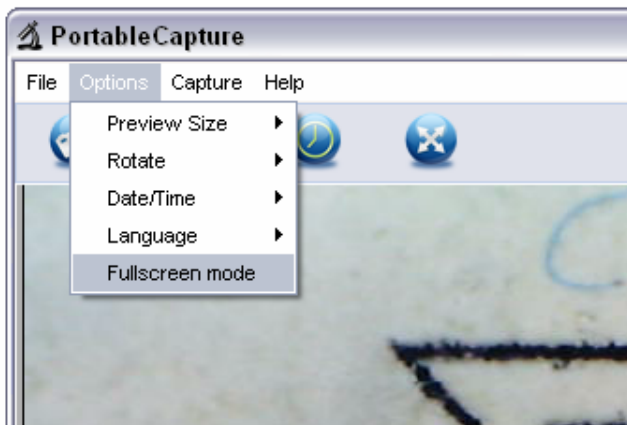 PortableCapture
File Options Capture Help
Preview Size
Rotate
Date/Time
Language
Fullscreen mode